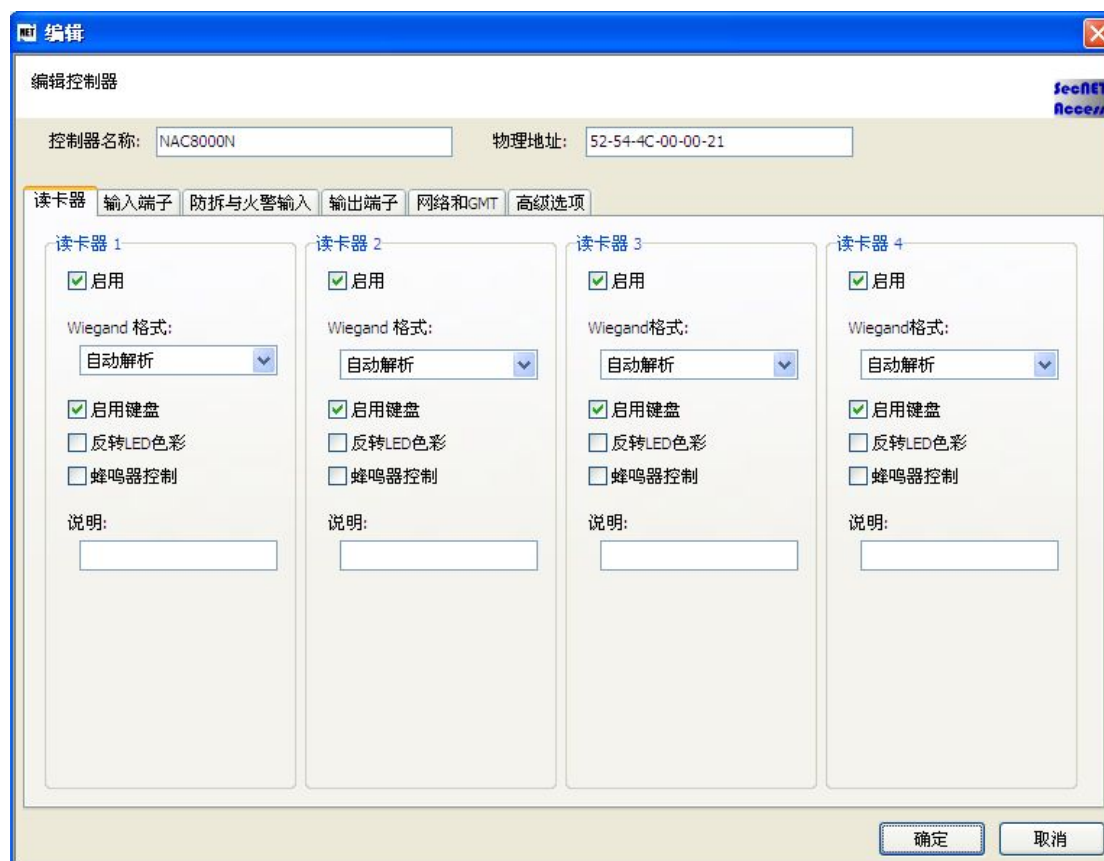 NET 编辑
编辑控制器
SecNET
Access
控制器名称: NAC8000N 物理地址: 52-54-4C-00-00-21
读卡器 输入端子 防拆与火警输入 输出端子 网络和GMT 高级选项
读卡器 1 读卡器 2 读卡器 3 读卡器 4
启用 启用 启用 启用
Wiegand 格式: Wiegand 格式: Wiegand格式: Wiegand格式:
自动解析 自动解析 自动解析 自动解析
启用键盘 启用键盘 启用键盘 启用键盘
反转LED色彩 反转LED色彩 反转LED色彩 反转LED色彩
蜂鸣器控制 蜂鸣器控制 蜂鸣器控制 蜂鸣器控制
说明: 说明: 说明: 说明:
确定 取消